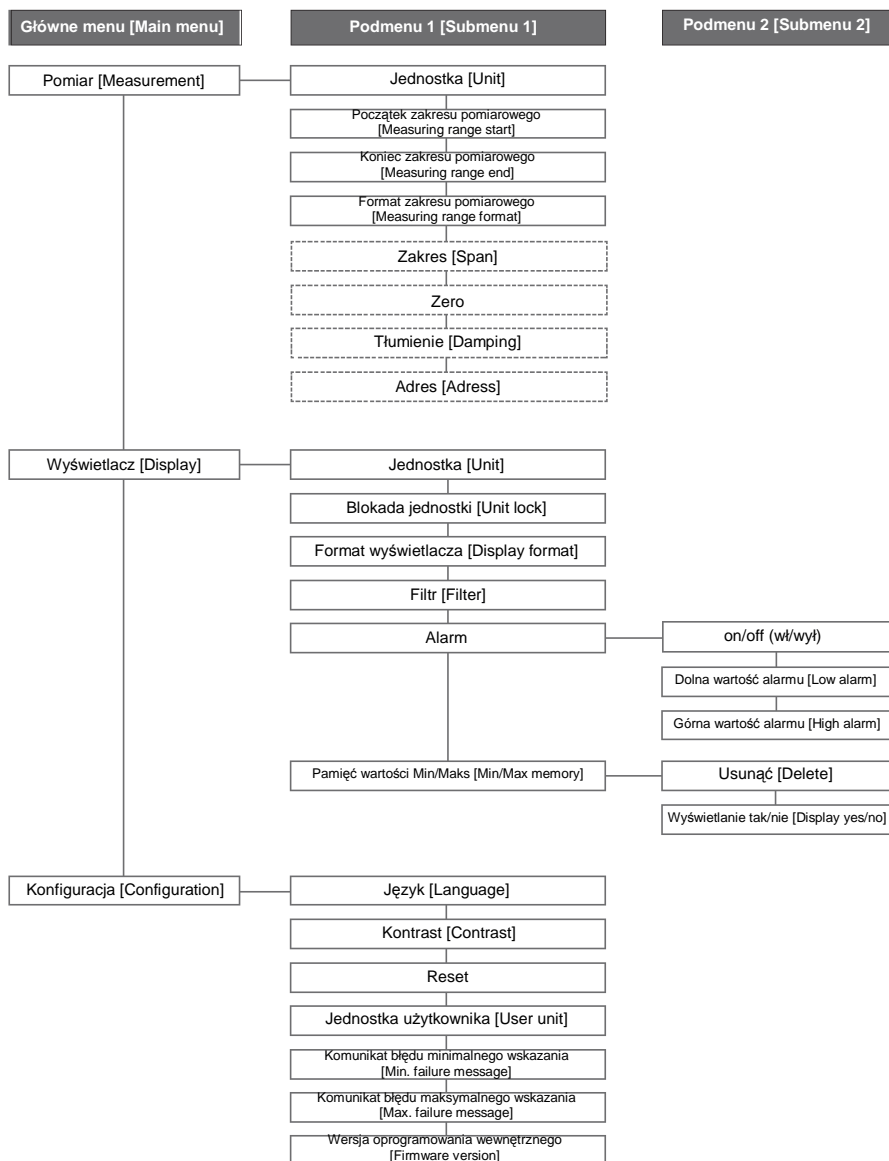 Główne menu [Main menu]
Podmenu 1 [Submenu 1]
Podmenu 2 [Submenu 2]
Pomiar [Measurement]
Jednostka [Unit]
Początek zakresu pomiarowego
[Measuring range start]
Koniec zakresu pomiarowego
[Measuring range end]
Format zakresu pomiarowego
[Measuring range format]
Zakres [Span]
Zero
Tłumienie [Damping]
Adres [Adress]
Wyświetlacz [Display]
Jednostka [Unit]
Blokada jednostki [Unit lock]
Format wyświetlacza [Display format]
Filtr [Filter]
Alarm
on/off (wł/wył)
Dolna wartość alarmu [Low alarm]
Górna wartość alarmu [High alarm]
Pamięć wartości Min/Maks [Min/Max memory]
Usunąć [Delete]
Wyświetlanie tak/nie [Display yes/no]
Konfiguracja [Configuration]
Język [Language]
Kontrast [Contrast]
Reset
Jednostka użytkownika [User unit]
Komunikat błędu minimalnego wskazania
[Min. failure message]
Komunikat błędu maksymalnego wskazania
[Max. failure message]
Wersja oprogramowania wewnętrznego
[Firmware version]